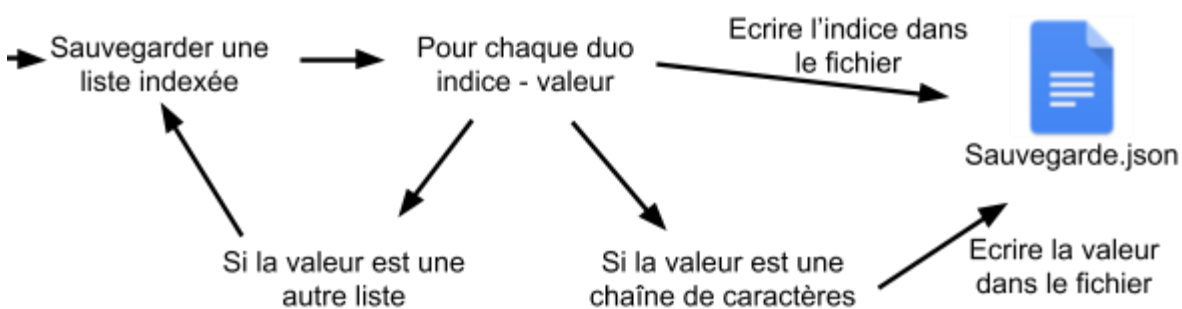 Sauvegarder une
liste indexée
Pour chaque duo
indice - valeur
Ecrire l'indice dans
le fichier
Sauvegarde.json
Si la valeur est une
autre liste
Si la valeur est une
chaîne de caractères
Ecrire la valeur
dans le fichier